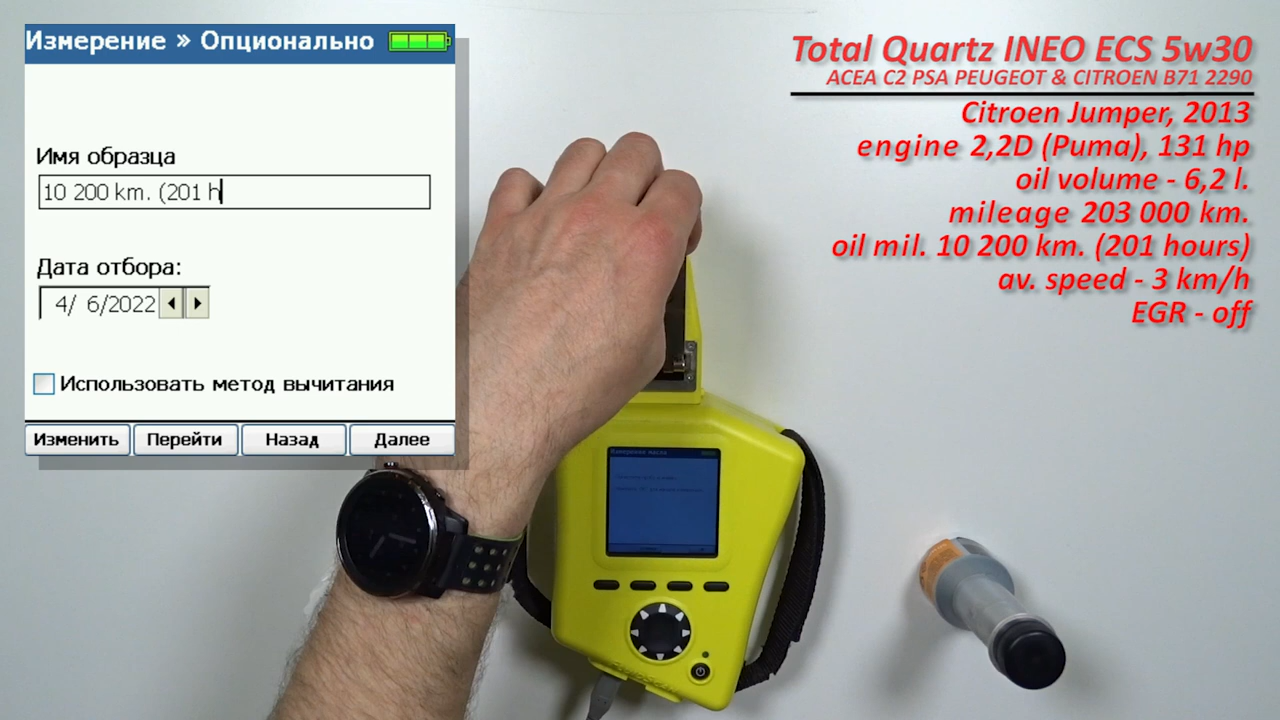 Измерение » Опционально
Имя образца
10 200 km. (201 h
Дата отбора:
4/ 6/2022
Использовать метод вычитания
Изменить
Перейти
Назад
Далее
Total Quartz INEO ECS 5w30
ACEA C2 PSA PEUGEOT & CITROEN B71 2290
Citroen Jumper, 2013
engine 2,2D (Puma), 131 hp
oil volume - 6,2 l.
mileage 203 000 km.
oil mil. 10 200 km. (201 hours)
av. speed - 3 km/h
EGR - off
Измерение масла